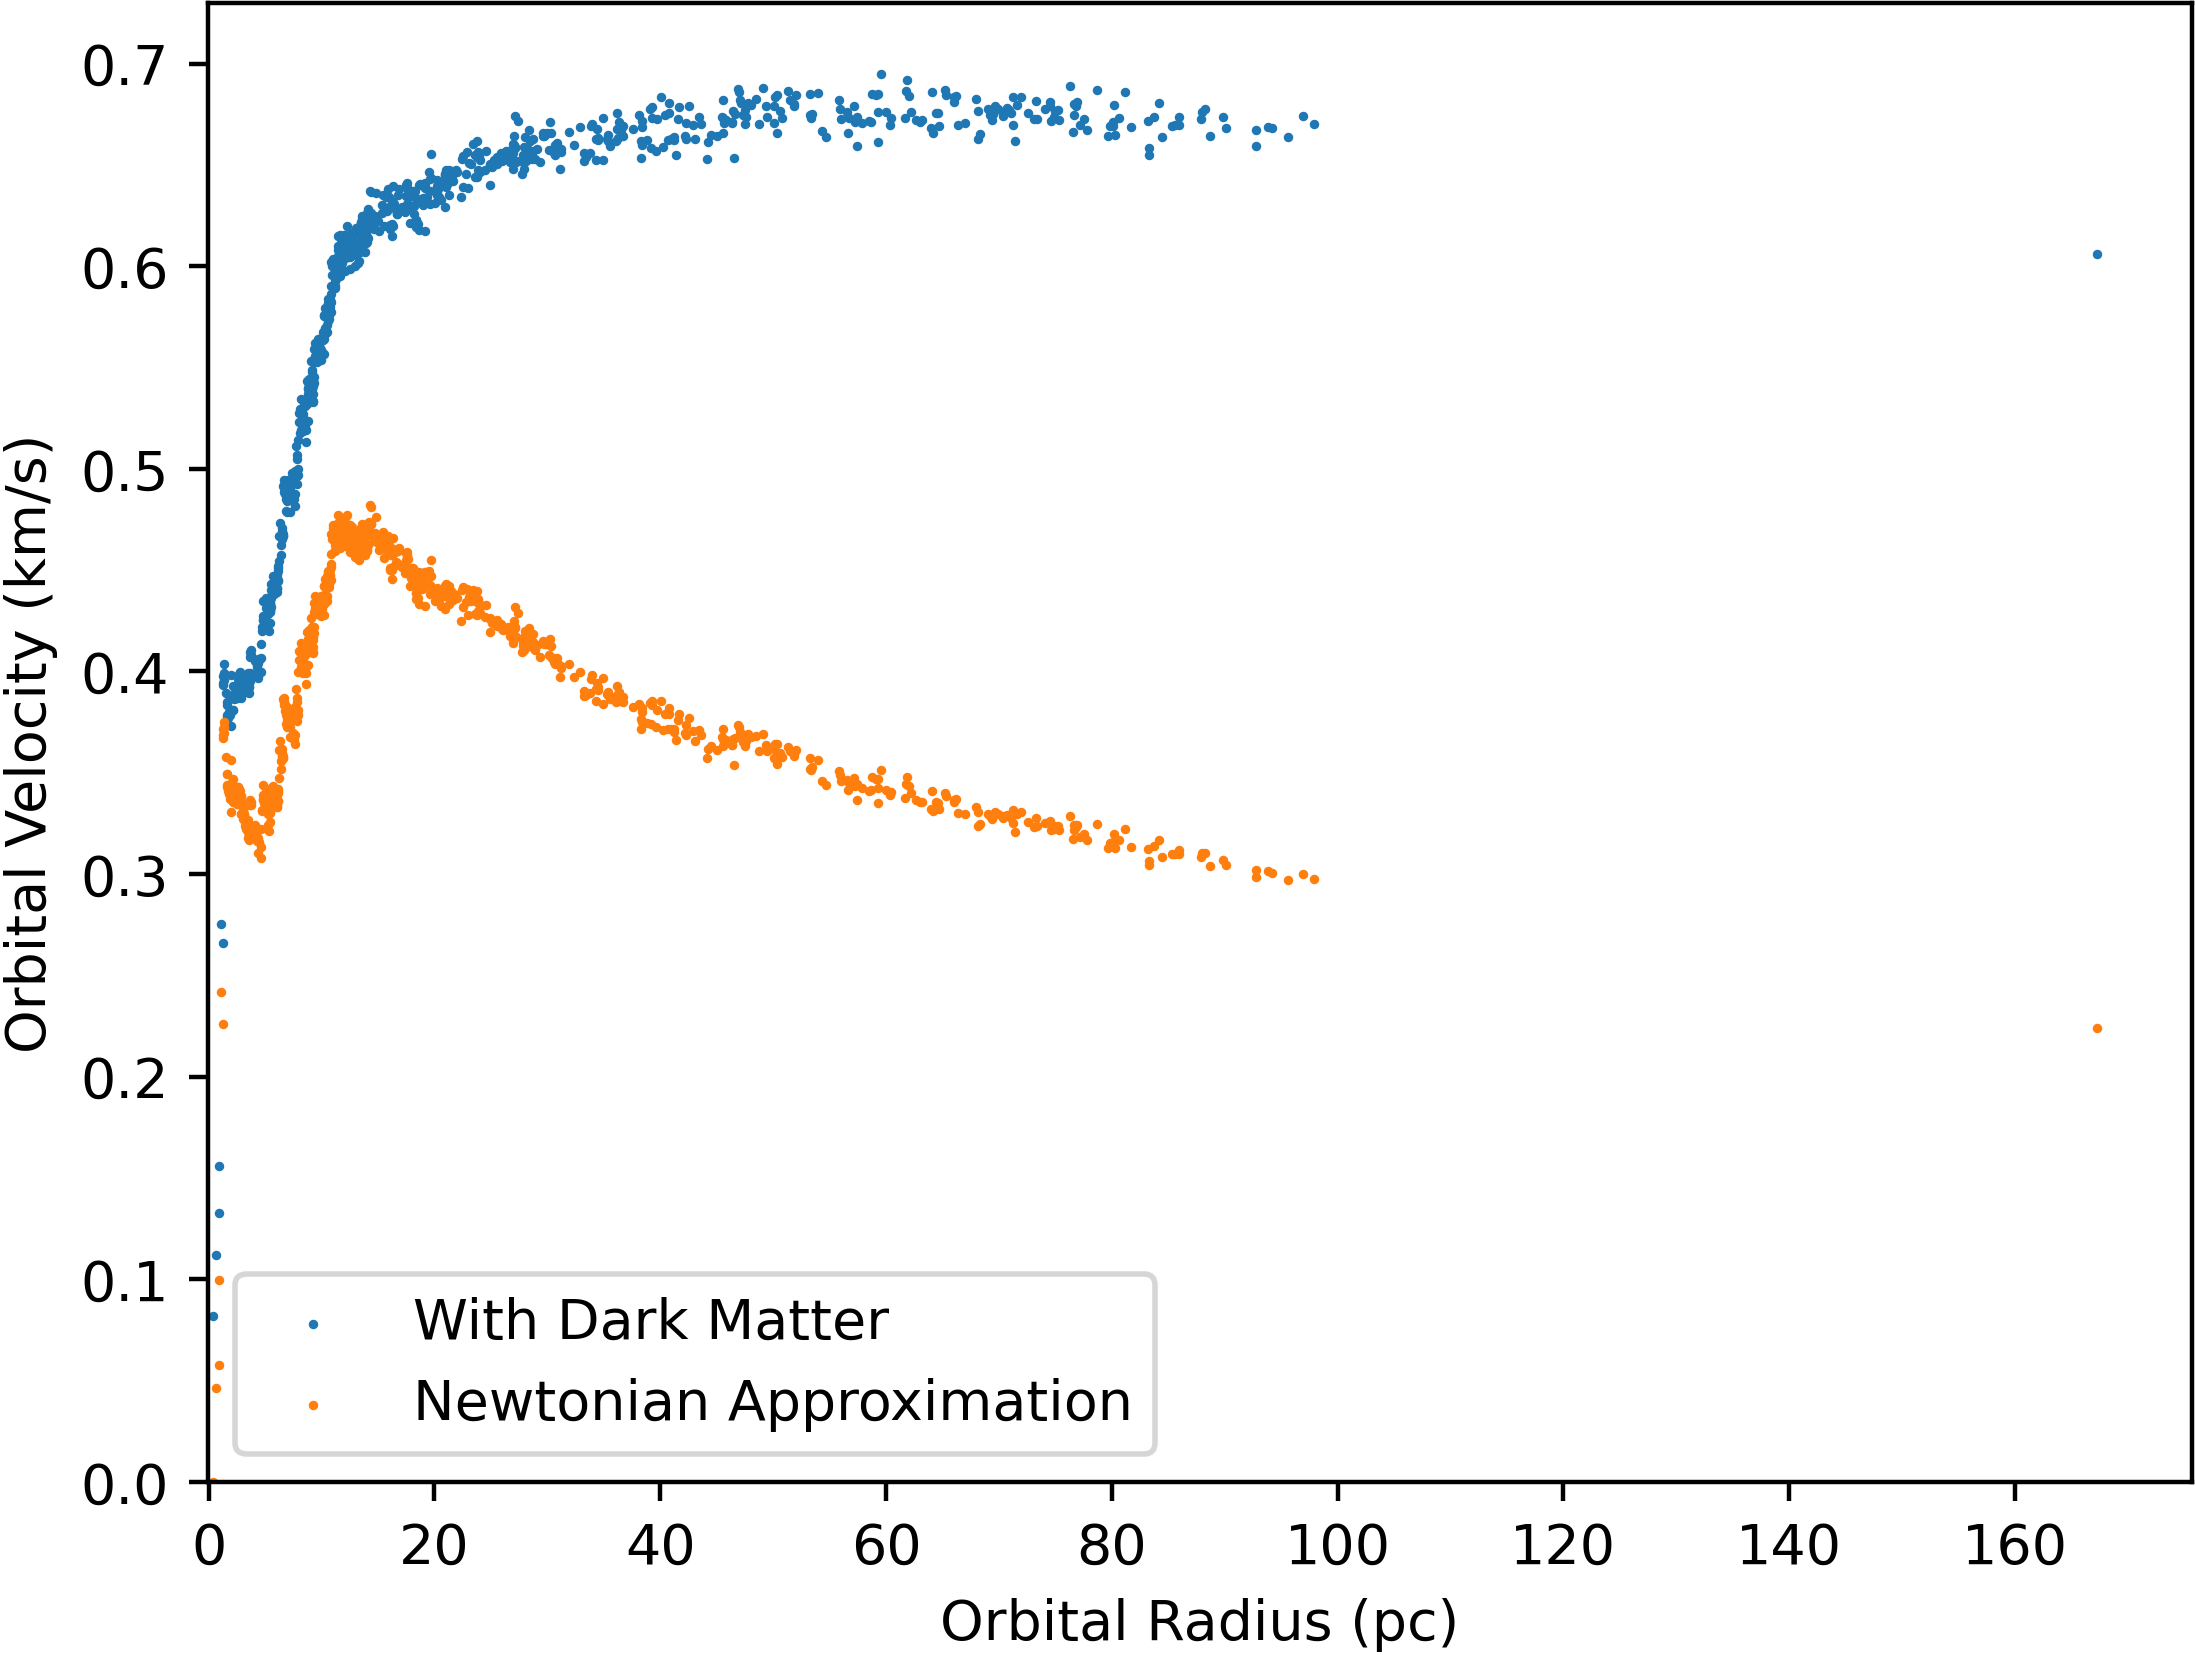 0.7
0.6
0.5
0.4
0.3
0.2
0.1
0.0
Orbital Velocity (km/s)
With Dark Matter
Newtonian Approximation
0 20 40 60 80 100 120 140 160
Orbital Radius (pc)